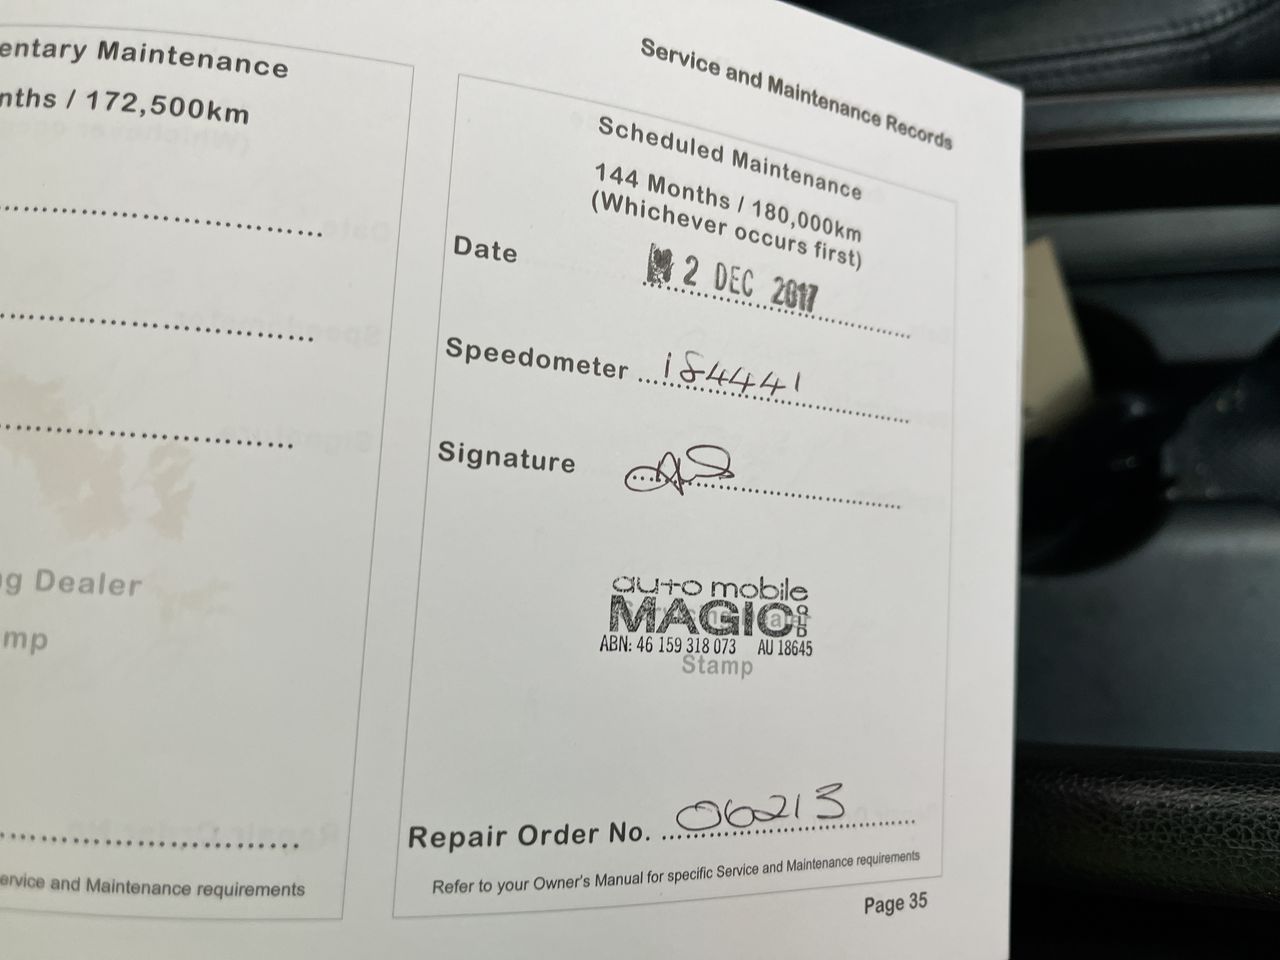 entary Maintenance
nths / 172,500km
g Dealer
mp
ervice and Maintenance requirements
Service and Maintenance Records
Scheduled Maintenance
144 Months / 180,000km
(Whichever occurs first)
Date 2 DEC 2017
Speedometer 184441
Signature
auto mobile
MAGIC QLD
ABN: 46 159 318 073 AU 18645
Stamp
Repair Order No. 06213
Refer to your Owner's Manual for specific Service and Maintenance requirements
Page 35